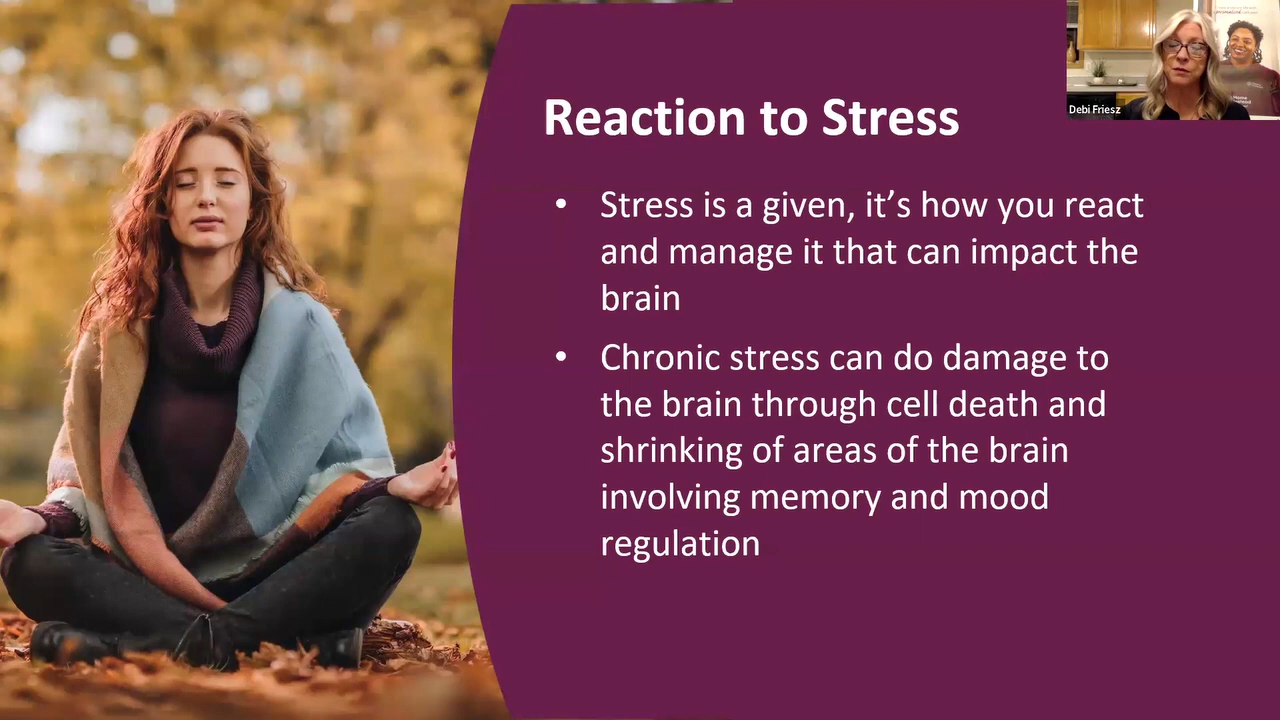 Reaction to Stress
Debi Friesz
• Stress is a given, it’s how you react
and manage it that can impact the
brain
• Chronic stress can do damage to
the brain through cell death and
shrinking of areas of the brain
involving memory and mood
regulation